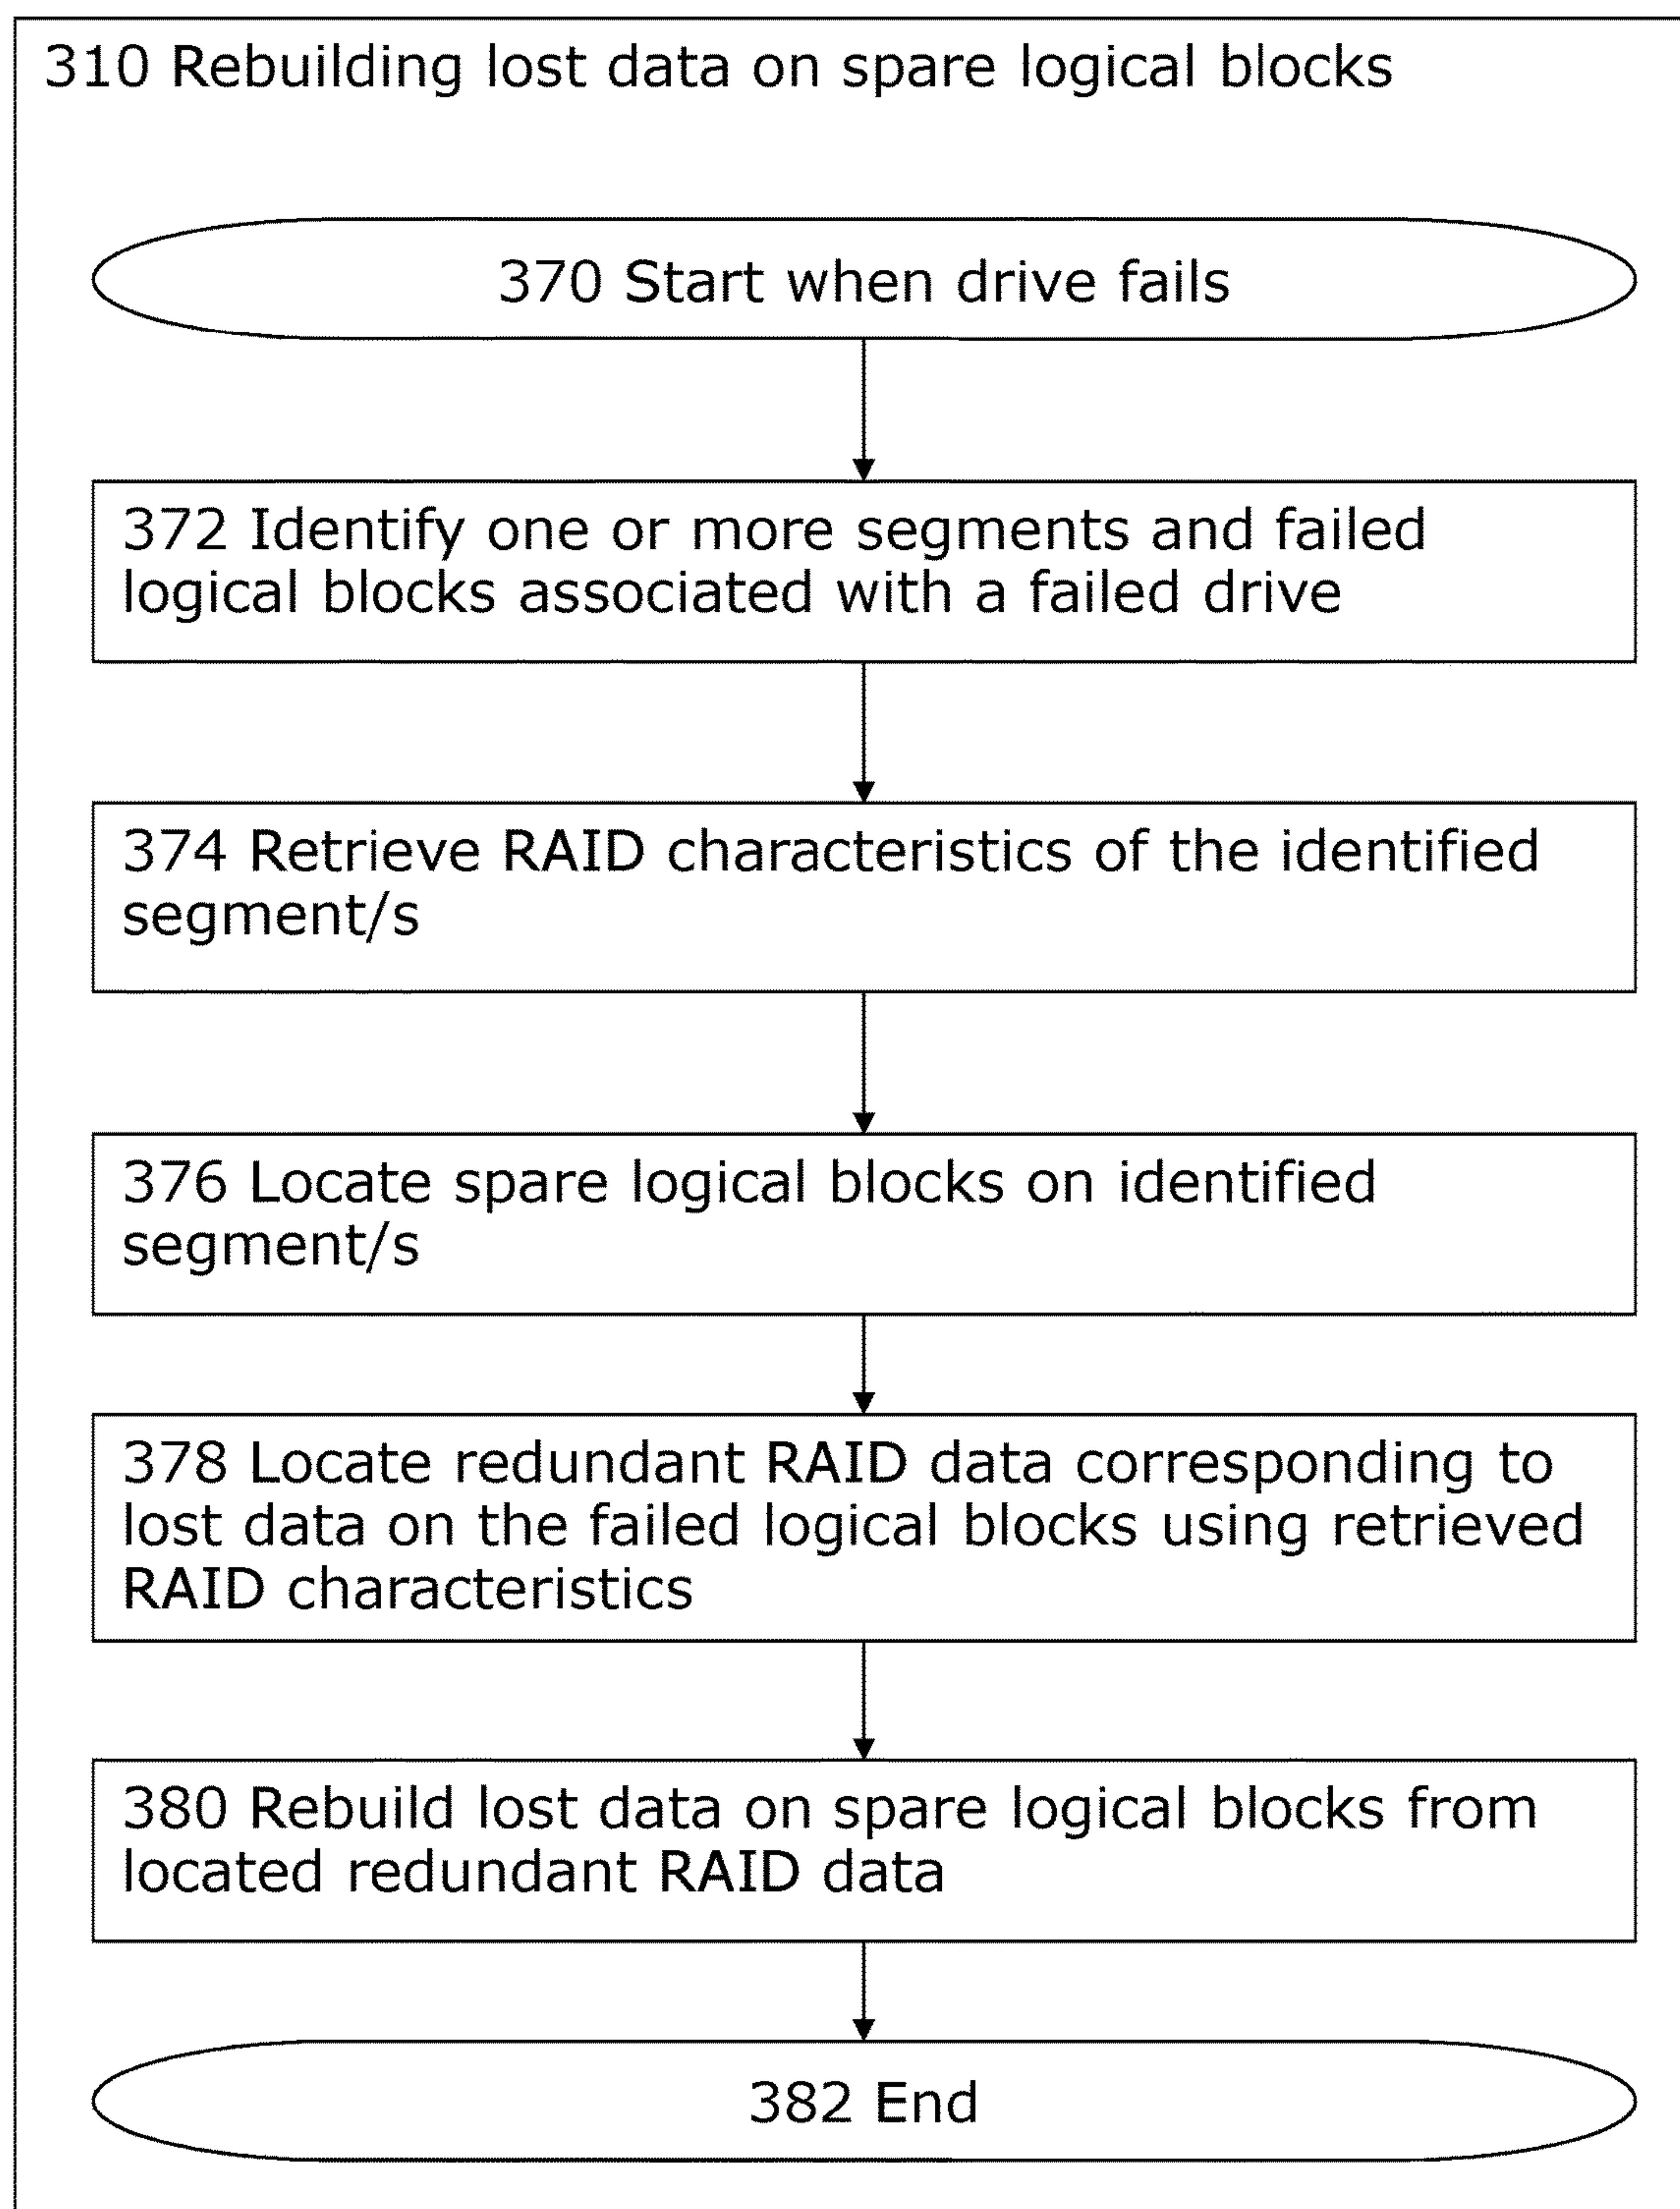 310 Rebuilding lost data on spare logical blocks
370 Start when drive fails
372 Identify one or more segments and failed
logical blocks associated with a failed drive
374 Retrieve RAID characteristics of the identified
segment/s
376 Locate spare logical blocks on identified
segment/s
378 Locate redundant RAID data corresponding to
lost data on the failed logical blocks using retrieved
RAID characteristics
380 Rebuild lost data on spare logical blocks from
located redundant RAID data
382 End